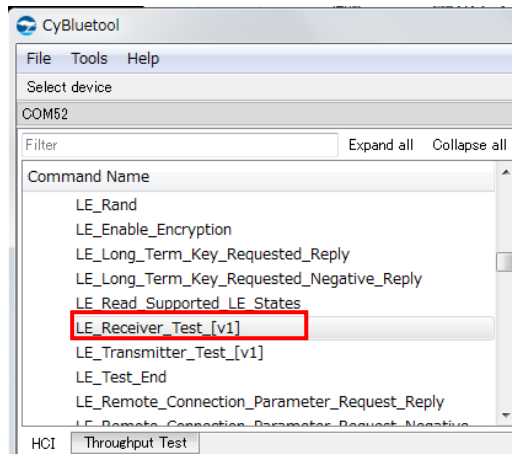 CyBluetool
File Tools Help
Select device
COM52
Filter Expand all Collapse all
Command Name
LE_Rand
LE_Enable_Encryption
LE_Long_Term_Key_Requested_Reply
LE_Long_Term_Key_Requested_Negative_Reply
LE_Read_Supported_LE_States
LE_Receiver_Test_[v1]
LE_Transmitter_Test_[v1]
LE_Test_End
LE_Remote_Connection_Parameter_Request_Reply
LE_Remote_Connection_Parameter_Request_Negative
HCI Throughput Test